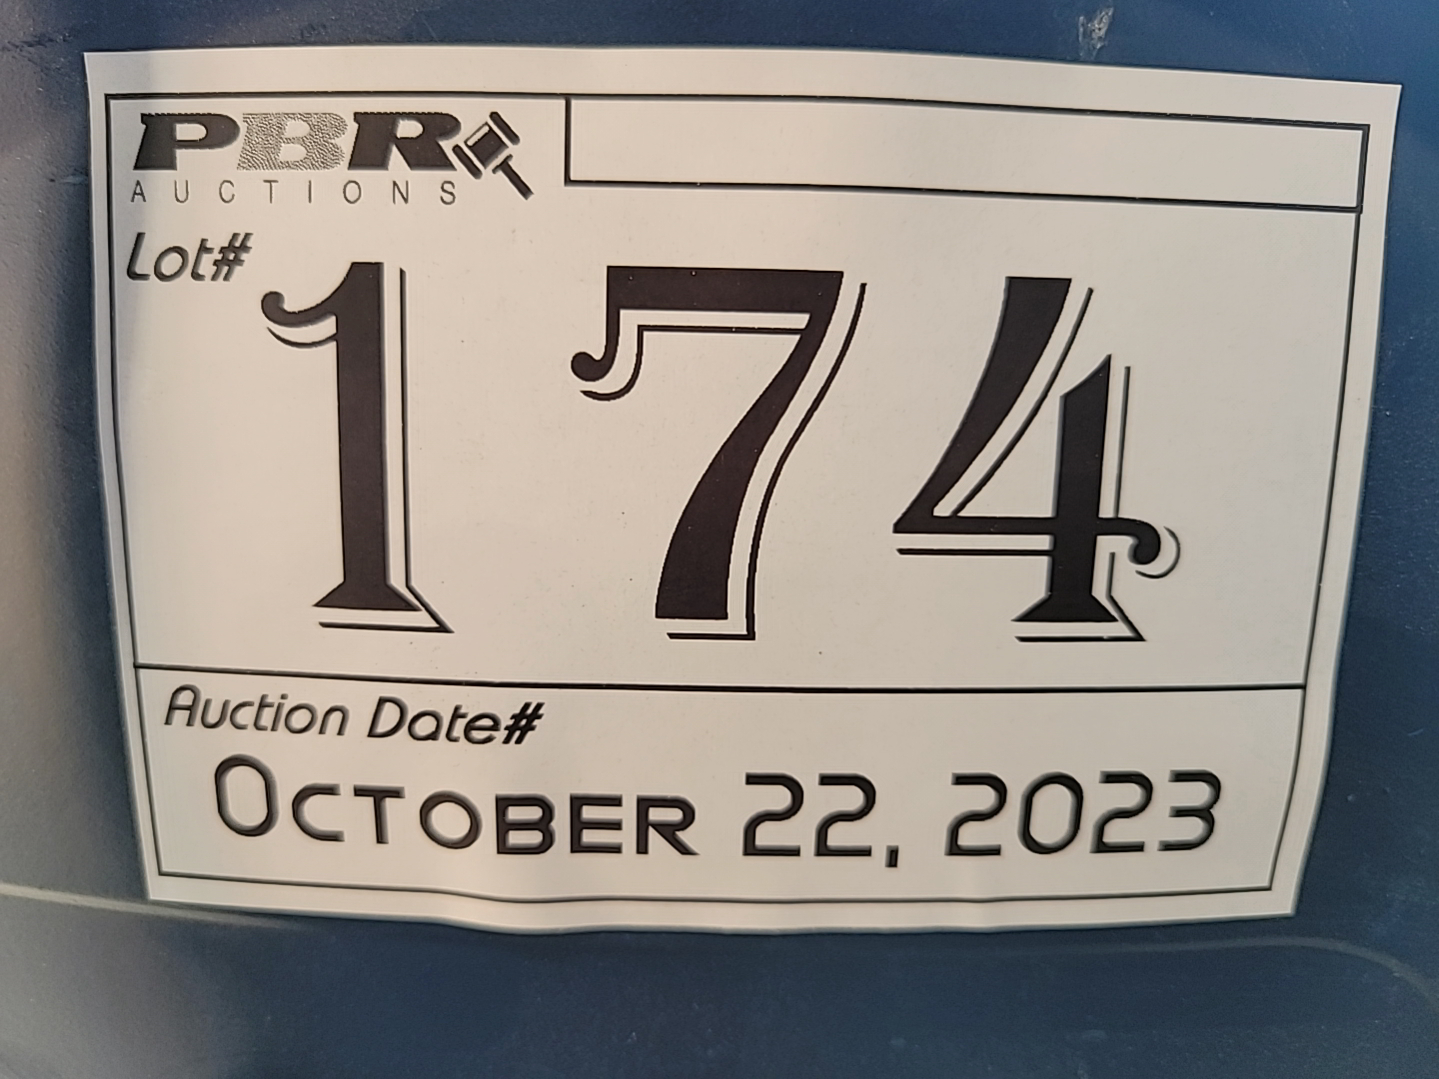 PBR
AUCTIONS
Lot#
174
Auction Date#
OCTOBER 22, 2023